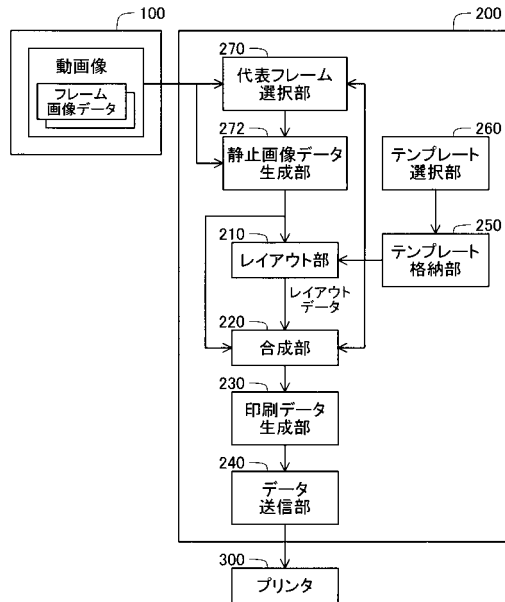 100
動画像
フレーム
画像データ
200
270
代表フレーム
選択部
272
静止画像データ
生成部
260
テンプレート
選択部
210
レイアウト部
250
テンプレート
格納部
レイアウト
データ
220
合成部
230
印刷データ
生成部
240
データ
送信部
300
プリンタ